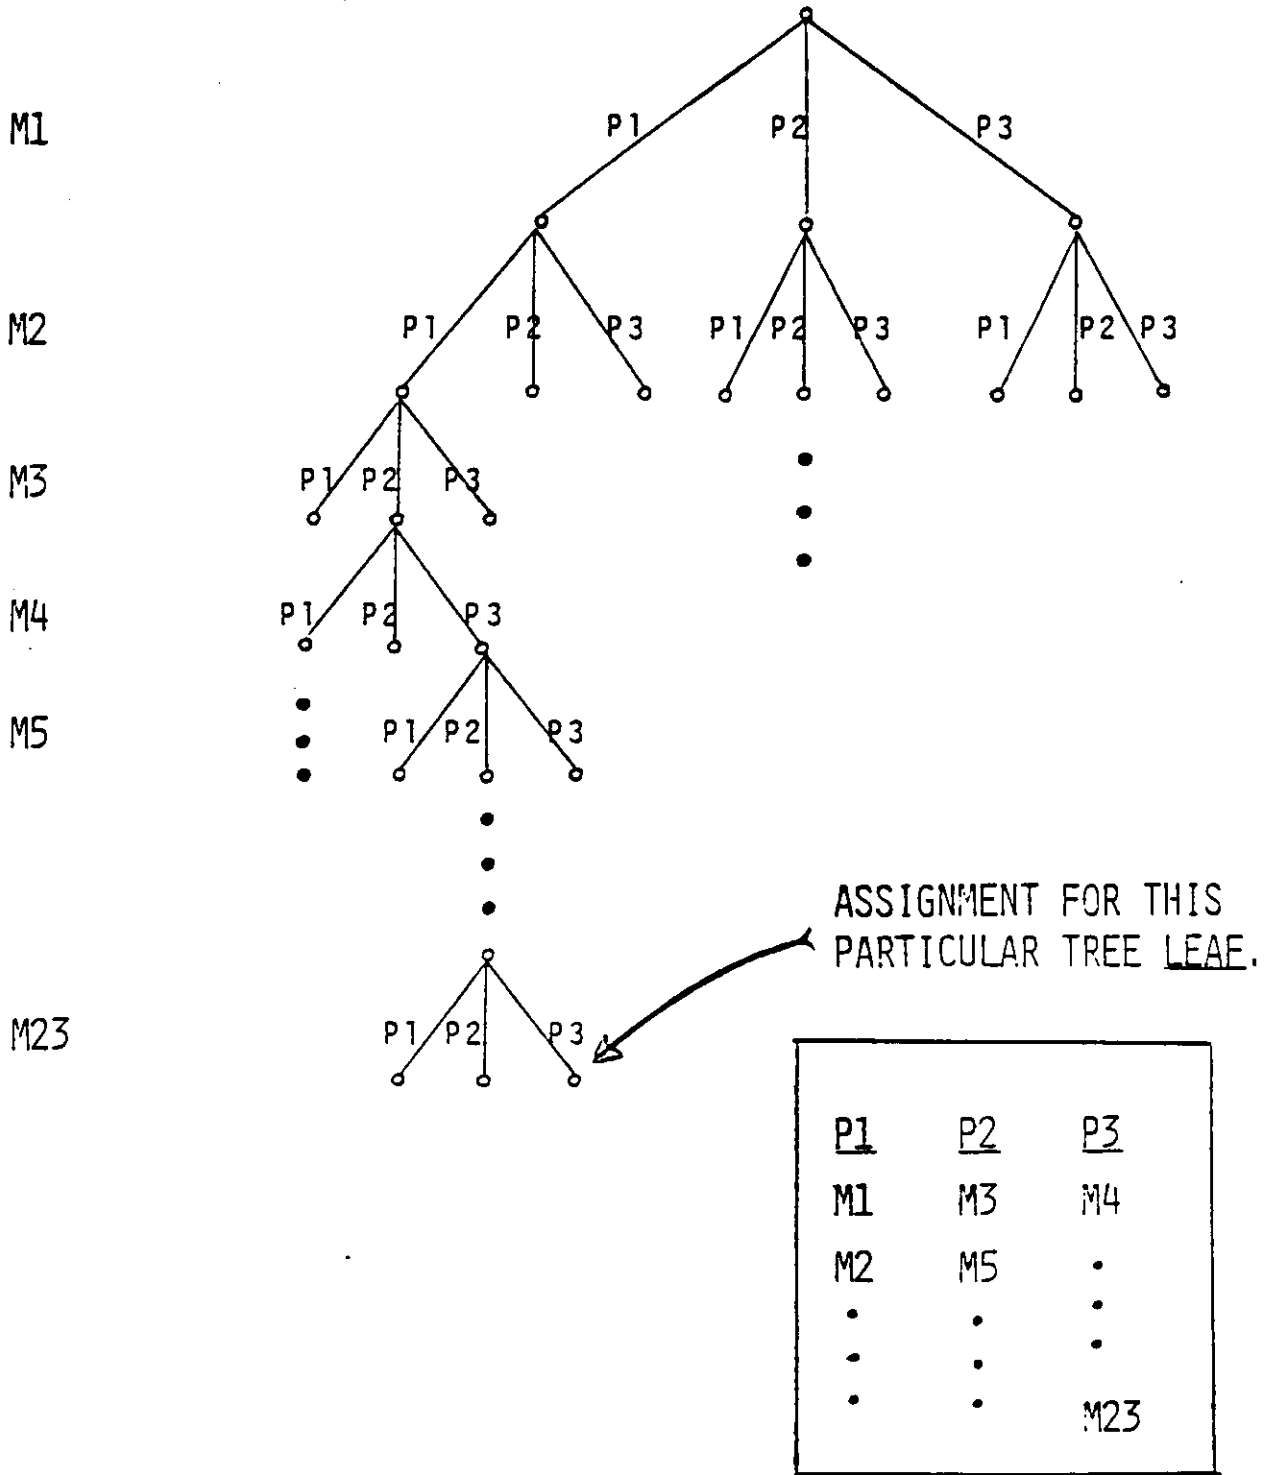 M1 P1 P2 P3
M2 P1 P2 P3 P1 P2 P3 P1 P2 P3
M3 P1 P2 P3
M4 P1 P2 P3
M5 P1 P2 P3
ASSIGNMENT FOR THIS
PARTICULAR TREE LEAF.
M23 P1 P2 P3
P1 P2 P3
M1 M3 M4
M2 M5
M23